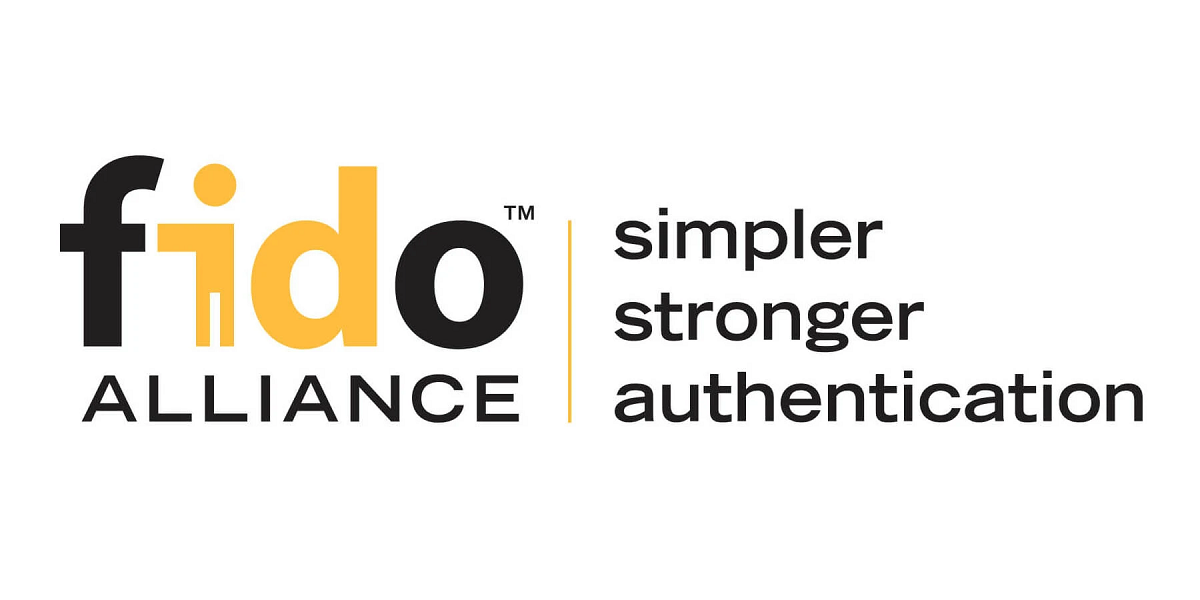 fido™
ALLIANCE
simpler
stronger
authentication